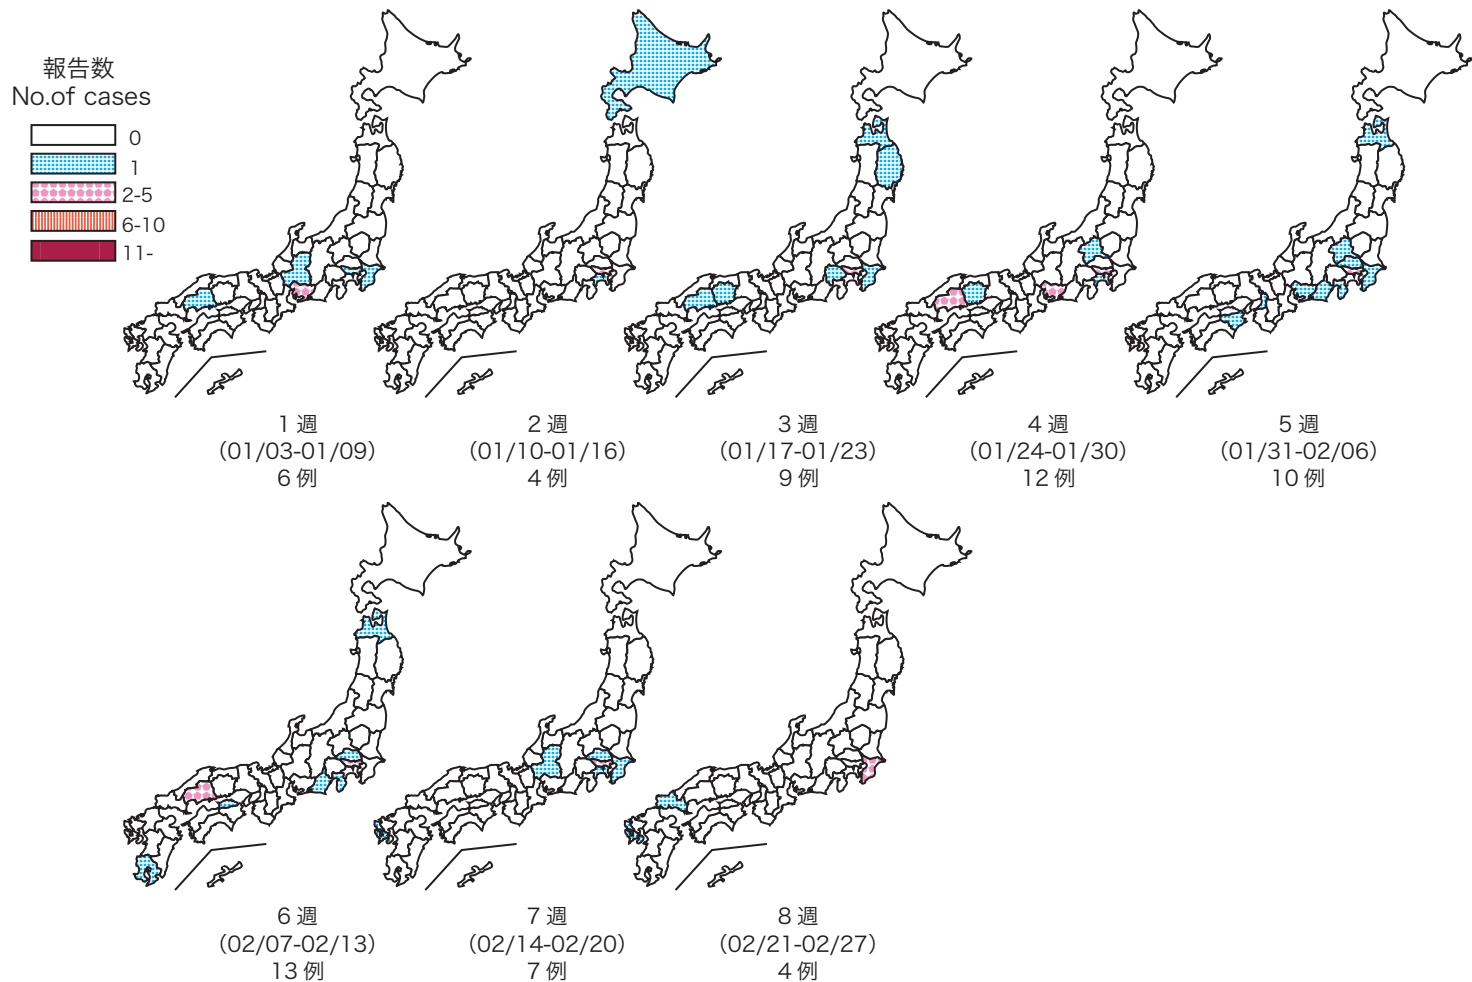 報告数
No.of cases
0
1
2-5
6-10
11-
1 週
(01/03-01/09)
6 例
2 週
(01/10-01/16)
4 例
3 週
(01/17-01/23)
9 例
4 週
(01/24-01/30)
12 例
5 週
(01/31-02/06)
10 例
6 週
(02/07-02/13)
13 例
7 週
(02/14-02/20)
7 例
8 週
(02/21-02/27)
4 例